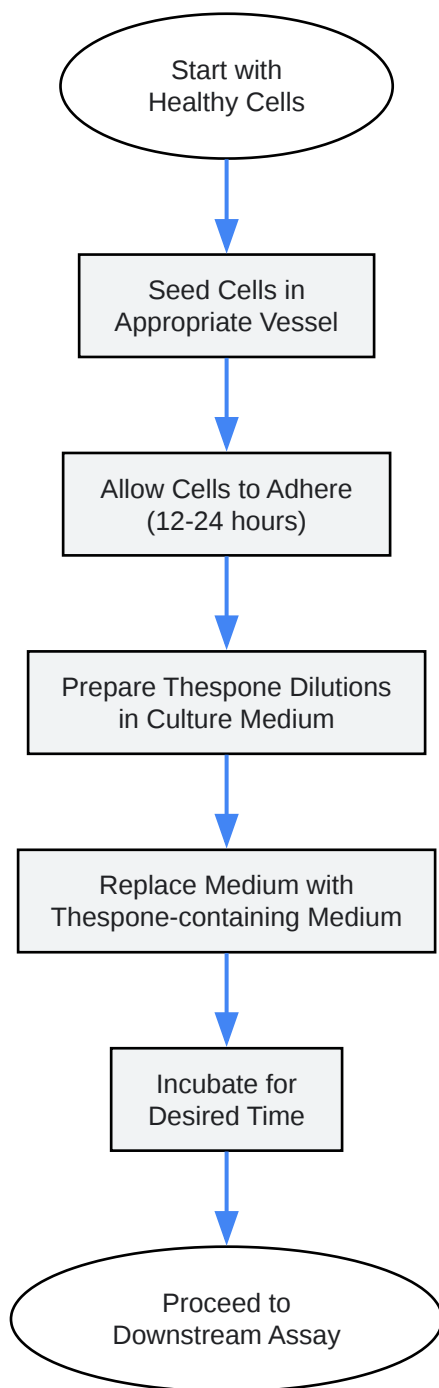 Start with
Healthy Cells
Seed Cells in
Appropriate Vessel
Allow Cells to Adhere
(12-24 hours)
Prepare Thespone Dilutions
in Culture Medium
Replace Medium with
Thespone-containing Medium
Incubate for
Desired Time
Proceed to
Downstream Assay